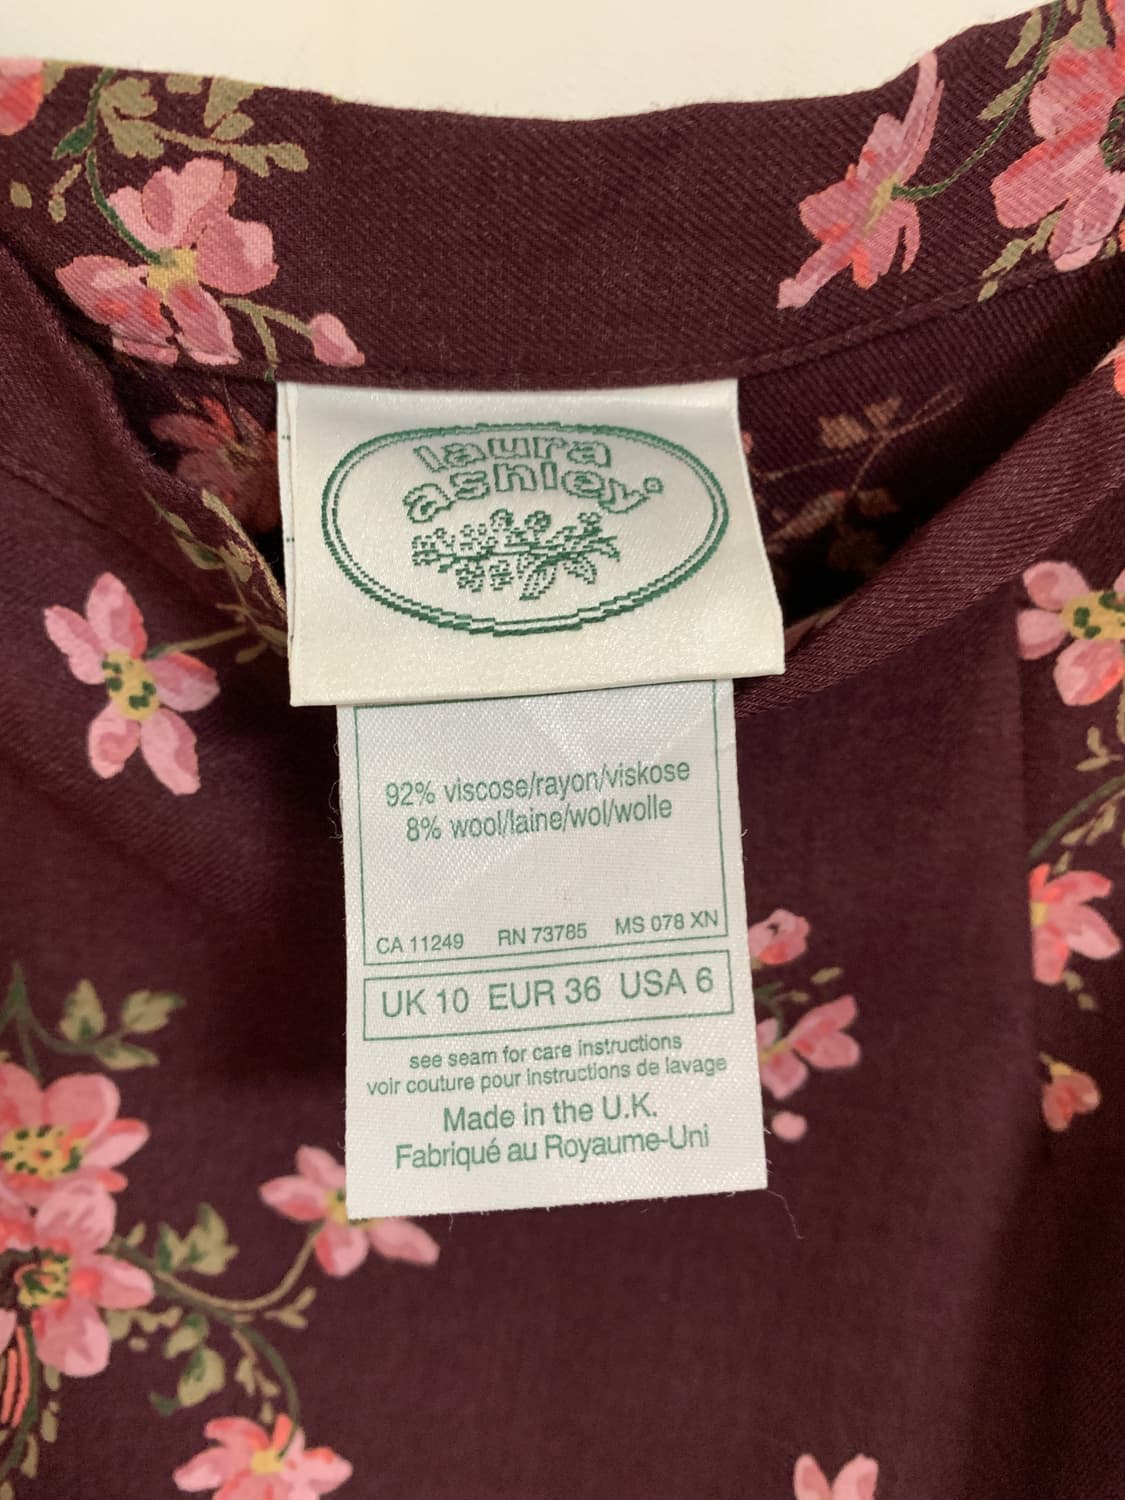 laura
ashley®
92% viscose/rayon/viskose
8% wool/laine/wol/wolle
CA 11249 RN 73785 MS 078 XN
UK 10 EUR 36 USA 6
see seam for care instructions
voir couture pour instructions de lavage
Made in the U.K.
Fabriqué au Royaume-Uni